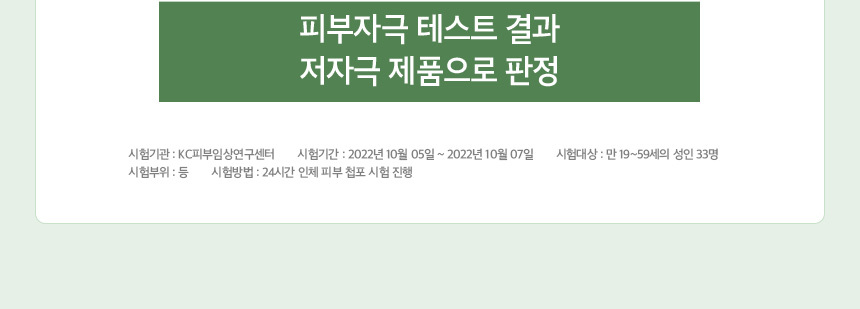 피부자극 테스트 결과
저자극 제품으로 판정
시험기관 : KC피부임상연구센터 시험기간 : 2022년 10월 05일 ~ 2022년 10월 07일 시험대상 : 만 19~59세의 성인 33명
시험부위 : 등 시험방법 : 24시간 인체 피부 첩포 시험 진행